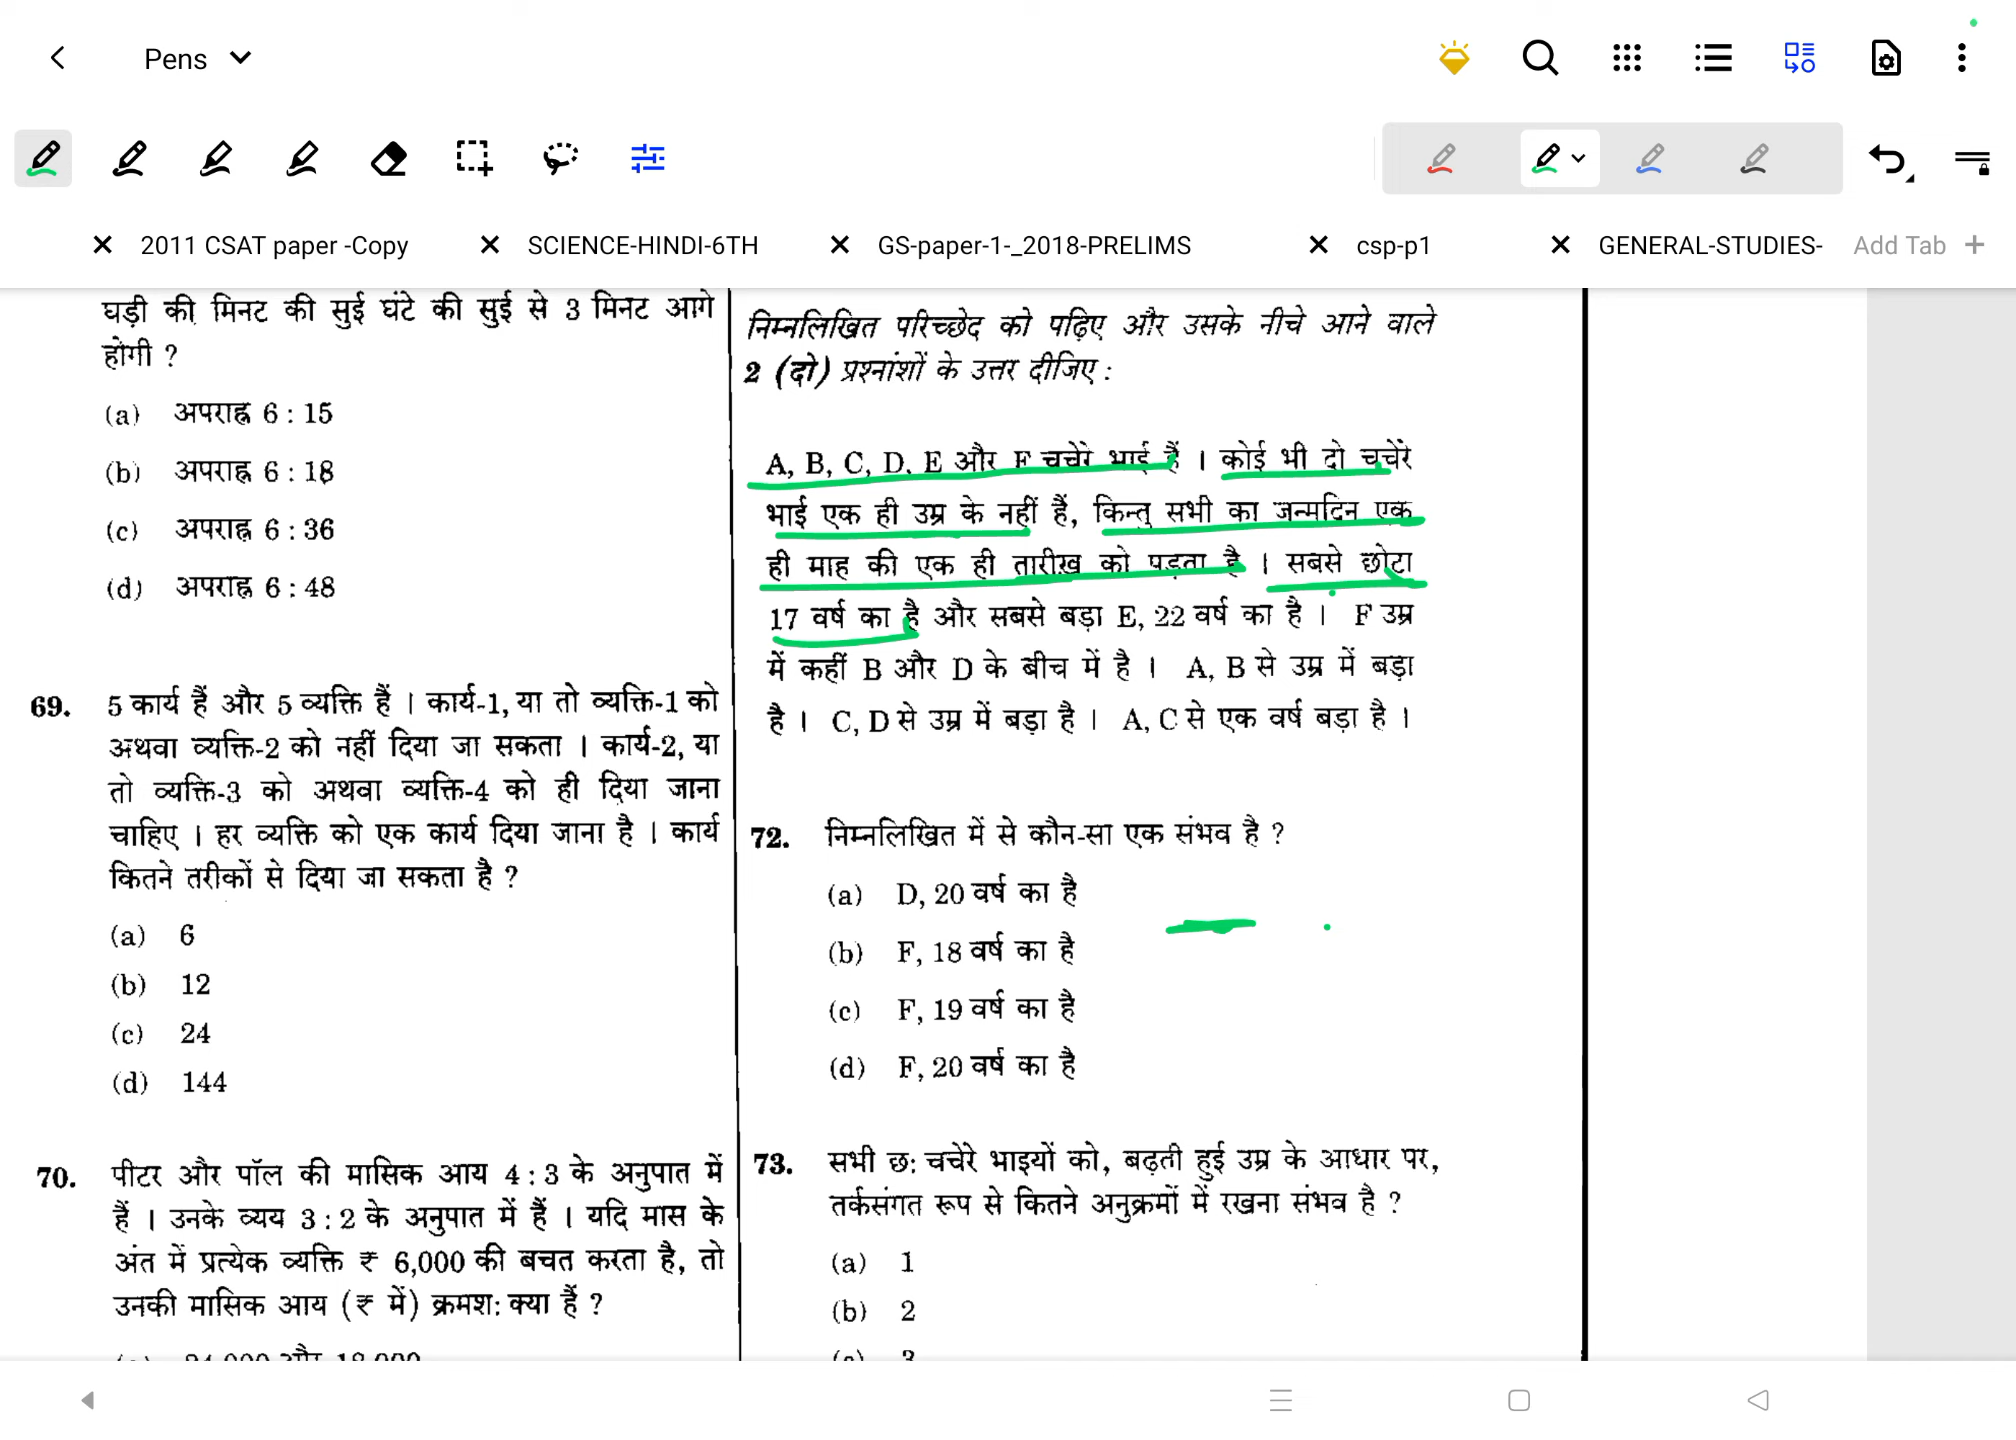 Pens
2011 CSAT paper -Copy
SCIENCE-HINDI-6TH
GS-paper-1-_2018-PRELIMS
csp-p1
GENERAL-STUDIES-
Add Tab +
घड़ी की मिनट की सुई घंटे की सुई से 3 मिनट आगे
होगी ?
(a) अपराह्न 6 : 15
(b) अपराह्न 6 : 18
(c) अपराह्न 6 : 36
(d) अपराह्न 6 : 48
69. 5 कार्य हैं और 5 व्यक्ति हैं । कार्य-1, या तो व्यक्ति-1 को
अथवा व्यक्ति-2 को नहीं दिया जा सकता । कार्य-2, या
तो व्यक्ति-3 को अथवा व्यक्ति-4 को ही दिया जाना
चाहिए । हर व्यक्ति को एक कार्य दिया जाना है । कार्य
कितने तरीकों से दिया जा सकता है ?
(a) 6
(b) 12
(c) 24
(d) 144
70. पीटर और पॉल की मासिक आय 4 : 3 के अनुपात में
हैं । उनके व्यय 3 : 2 के अनुपात में हैं । यदि मास के
अंत में प्रत्येक व्यक्ति ₹ 6,000 की बचत करता है, तो
उनकी मासिक आय (₹ में) क्रमश: क्या हैं ?
निम्नलिखित परिच्छेद को पढ़िए और उसके नीचे आने वाले
2 (दो) प्रश्नांशों के उत्तर दीजिए :
A, B, C, D, E और F चचेरे भाई हैं । कोई भी दो चचेरे
भाई एक ही उम्र के नहीं हैं, किन्तु सभी का जन्मदिन एक
ही माह की एक ही तारीख को पड़ता है । सबसे छोटा
17 वर्ष का है और सबसे बड़ा E, 22 वर्ष का है । F उम्र
में कहीं B और D के बीच में है । A, B से उम्र में बड़ा
है । C, D से उम्र में बड़ा है । A, C से एक वर्ष बड़ा है ।
72. निम्नलिखित में से कौन-सा एक संभव है ?
(a) D, 20 वर्ष का है
(b) F, 18 वर्ष का है
(c) F, 19 वर्ष का है
(d) F, 20 वर्ष का है
73. सभी छ: चचेरे भाइयों को, बढ़ती हुई उम्र के आधार पर,
तर्कसंगत रूप से कितने अनुक्रमों में रखना संभव है ?
(a) 1
(b) 2